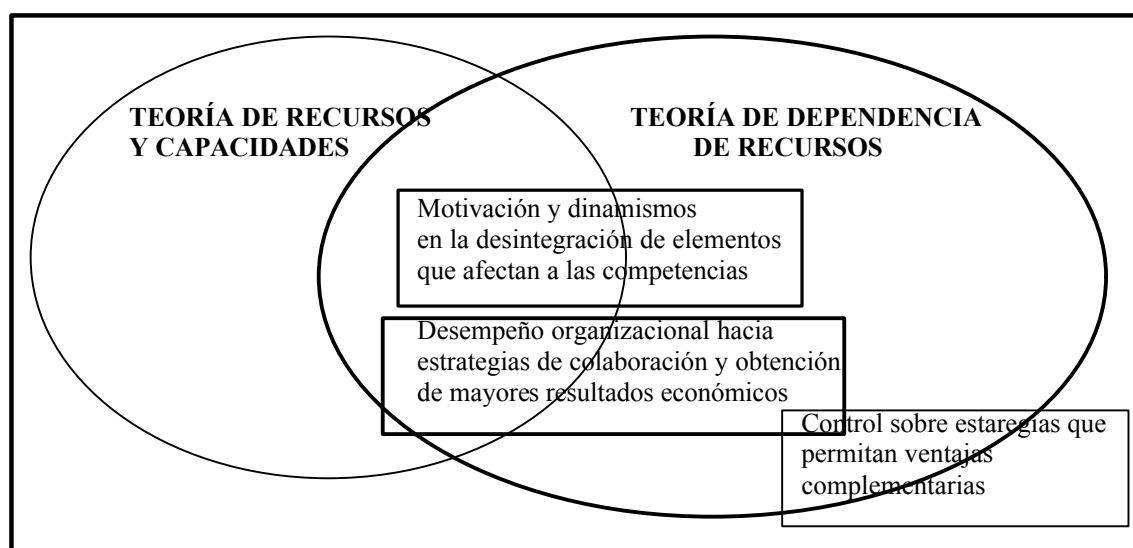 TEORÍA DE RECURSOS
Y CAPACIDADES
TEORÍA DE DEPENDENCIA
DE RECURSOS
Motivación y dinamismos
en la desintegración de elementos
que afectan a las competencias
Desempeño organizacional hacia
estrategias de colaboración y obtención
de mayores resultados económicos
Control sobre estaregias que
permitan ventajas
complementarias